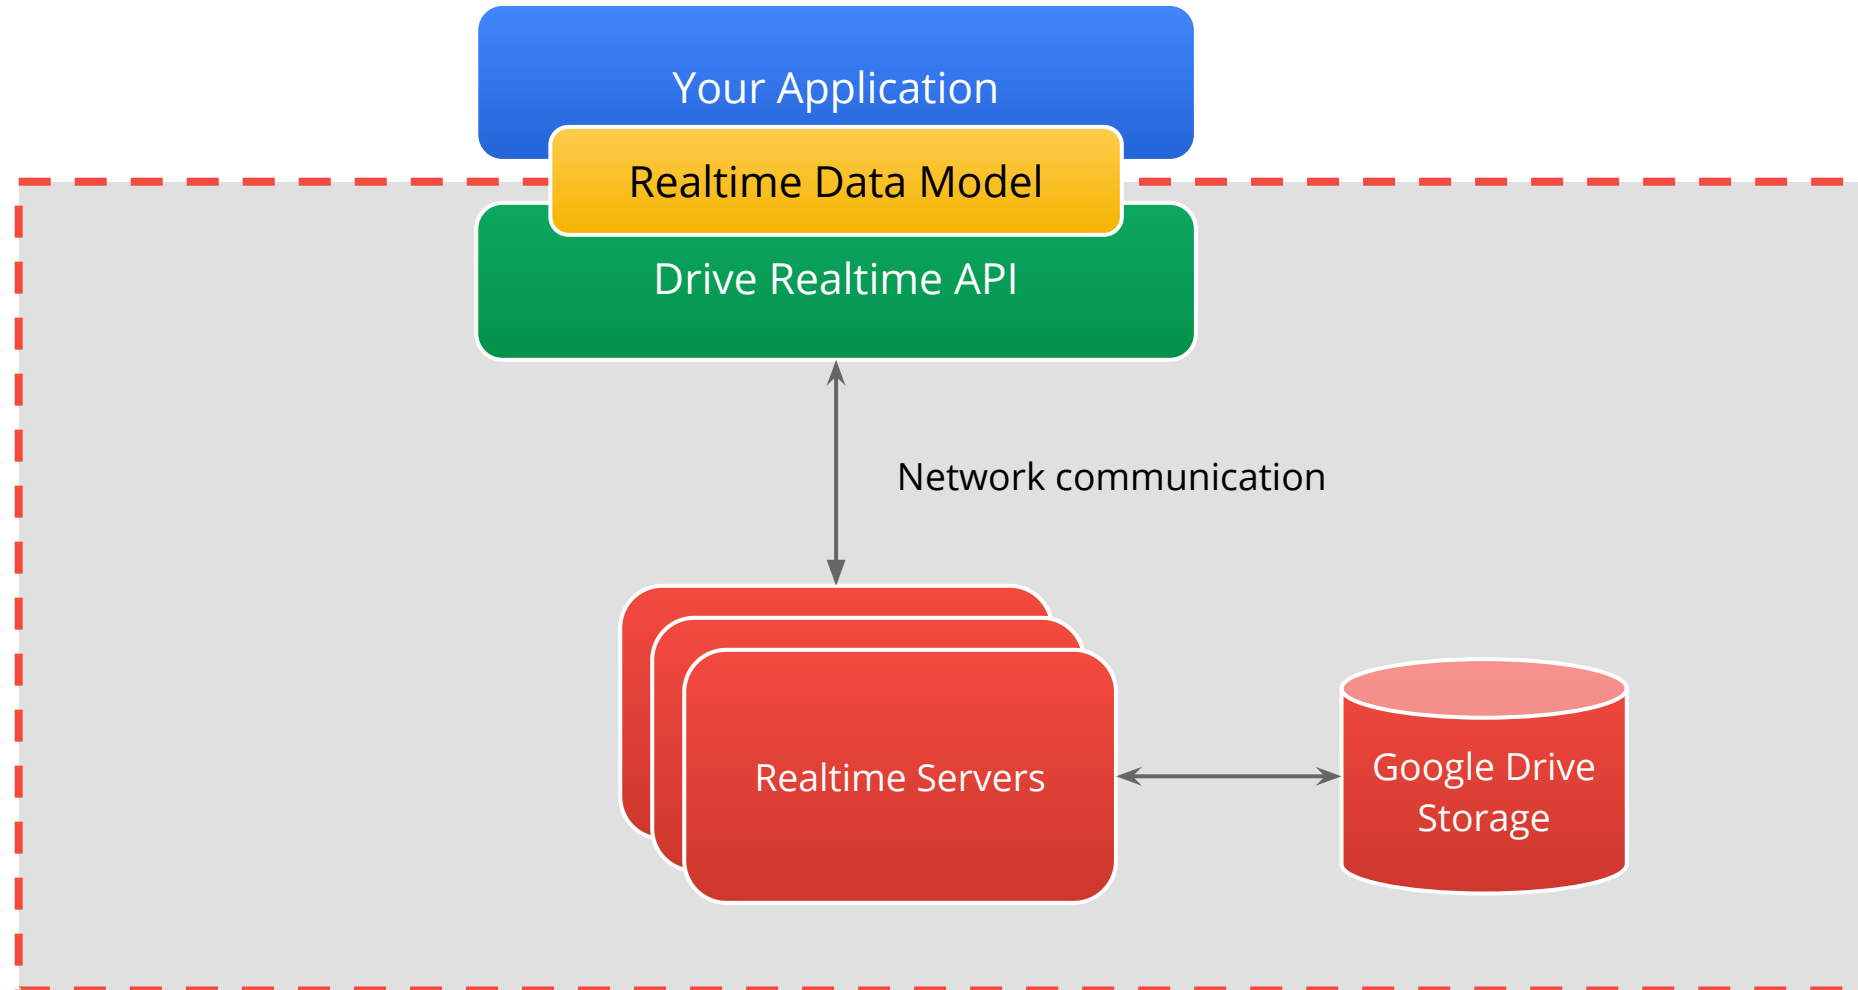 Your Application
Realtime Data Model
Drive Realtime API
Network communication
Realtime Servers
Google Drive
Storage